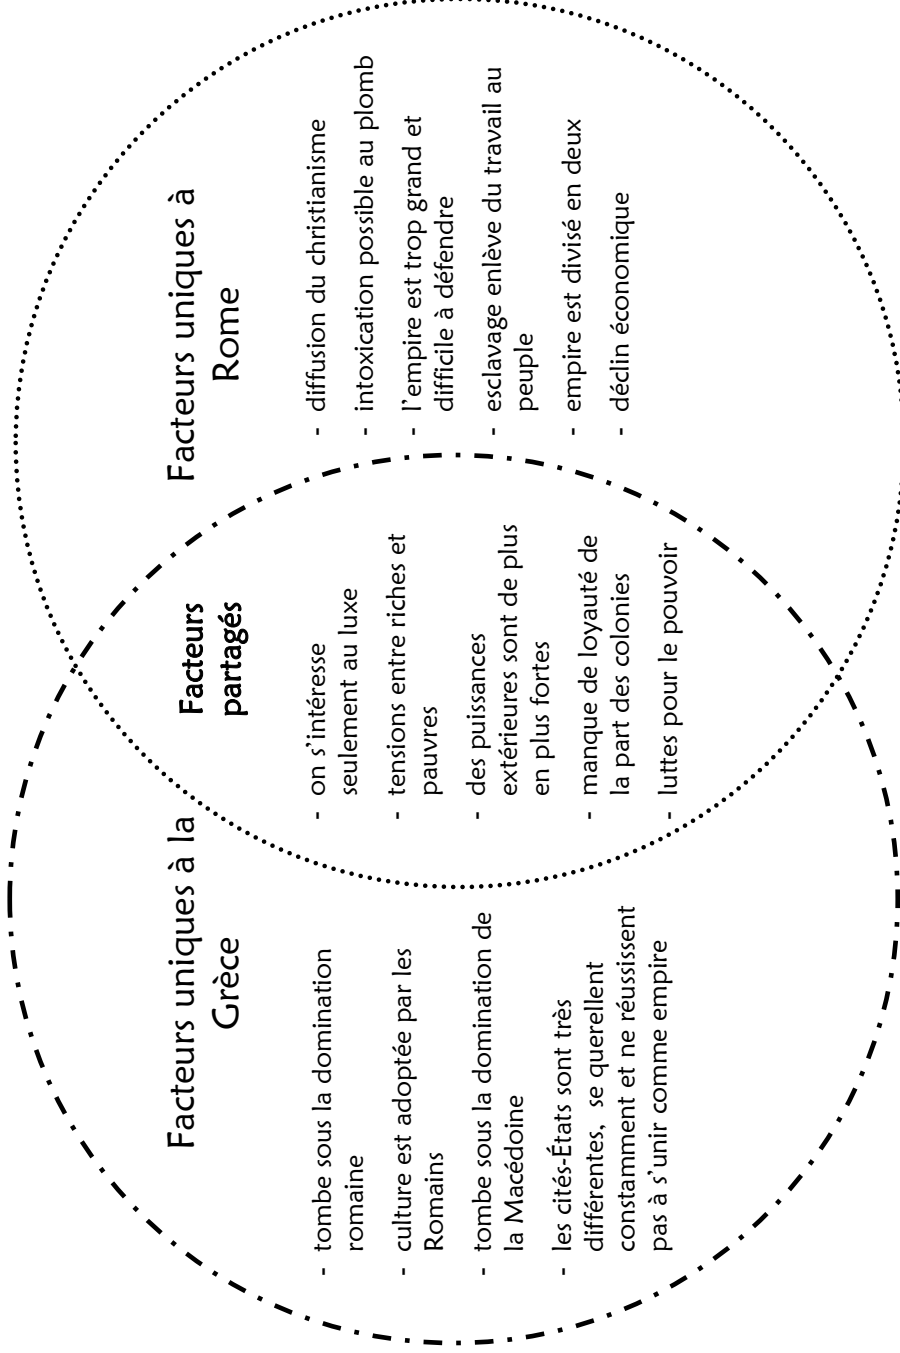 Facteurs uniques à la
Grèce
- tombe sous la domination
romaine
- culture est adoptée par les
Romains
- tombe sous la domination de
la Macédoine
- les cités-États sont très
différentes, se querellent
constamment et ne réussissent
pas à s'unir comme empire
Facteurs
partagés
- on s'intéresse
seulement au luxe
- tensions entre riches et
pauvres
- des puissances
extérieures sont de plus
en plus fortes
- manque de loyauté de
la part des colonies
- luttes pour le pouvoir
Facteurs uniques à
Rome
- diffusion du christianisme
- intoxication possible au plomb
- l'empire est trop grand et
difficile à défendre
- esclavage enlève du travail au
peuple
- empire est divisé en deux
- déclin économique